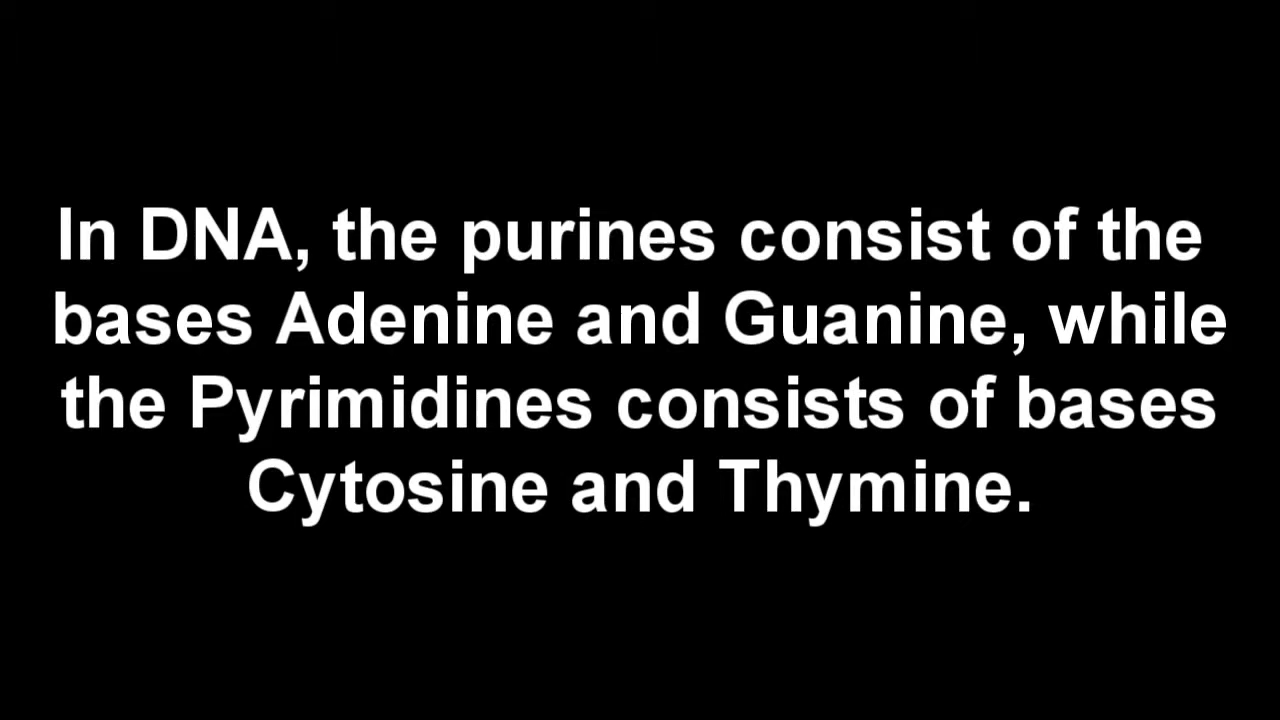 In DNA, the purines consist of the
bases Adenine and Guanine, while
the Pyrimidines consists of bases
Cytosine and Thymine.